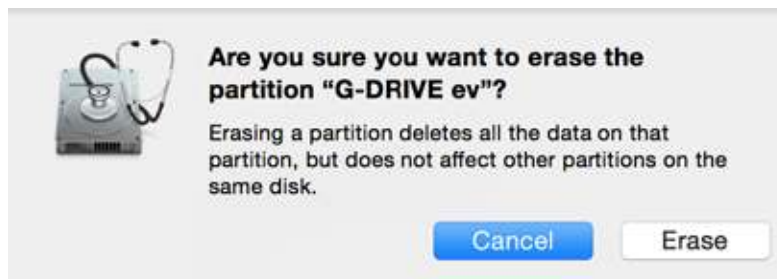 Are you sure you want to erase the
partition “G-DRIVE ev”?
Erasing a partition deletes all the data on that
partition, but does not affect other partitions on the
same disk.
Cancel Erase